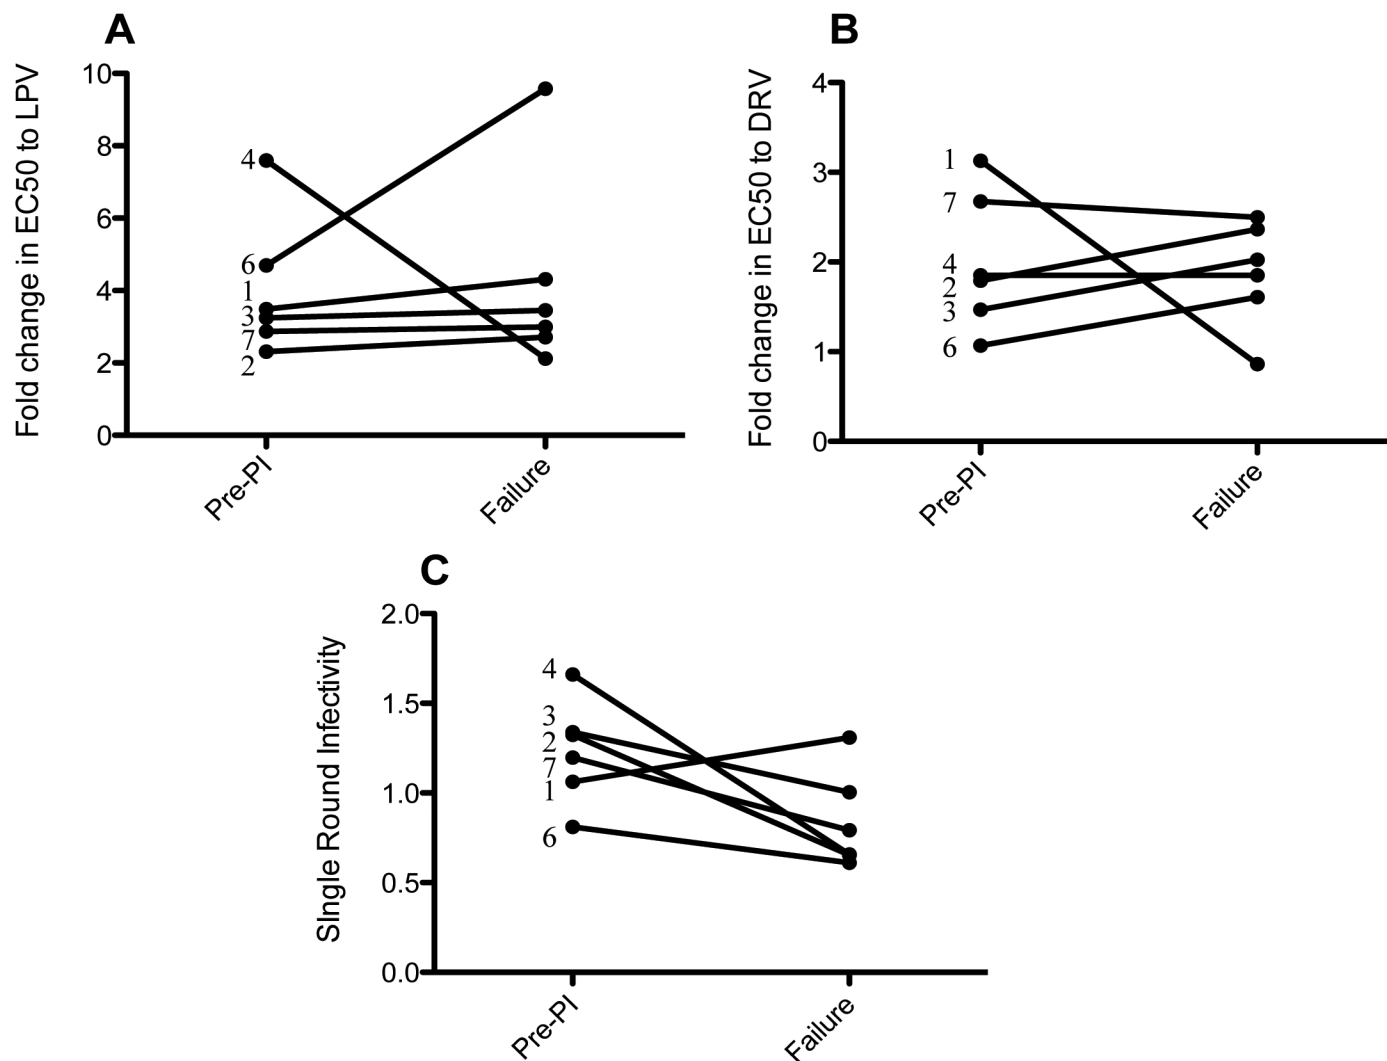 A
Fold change in EC50 to LPV
10
8
6
4
2
0
4
6
1
3
7
2
Pre-PI
Failure
B
Fold change in EC50 to DRV
4
3
2
1
0
1
7
4
2
3
6
Pre-PI
Failure
C
SIngle Round Infectivity
2.0
1.5
1.0
0.5
0.0
4
3
2
7
1
6
Pre-PI
Failure